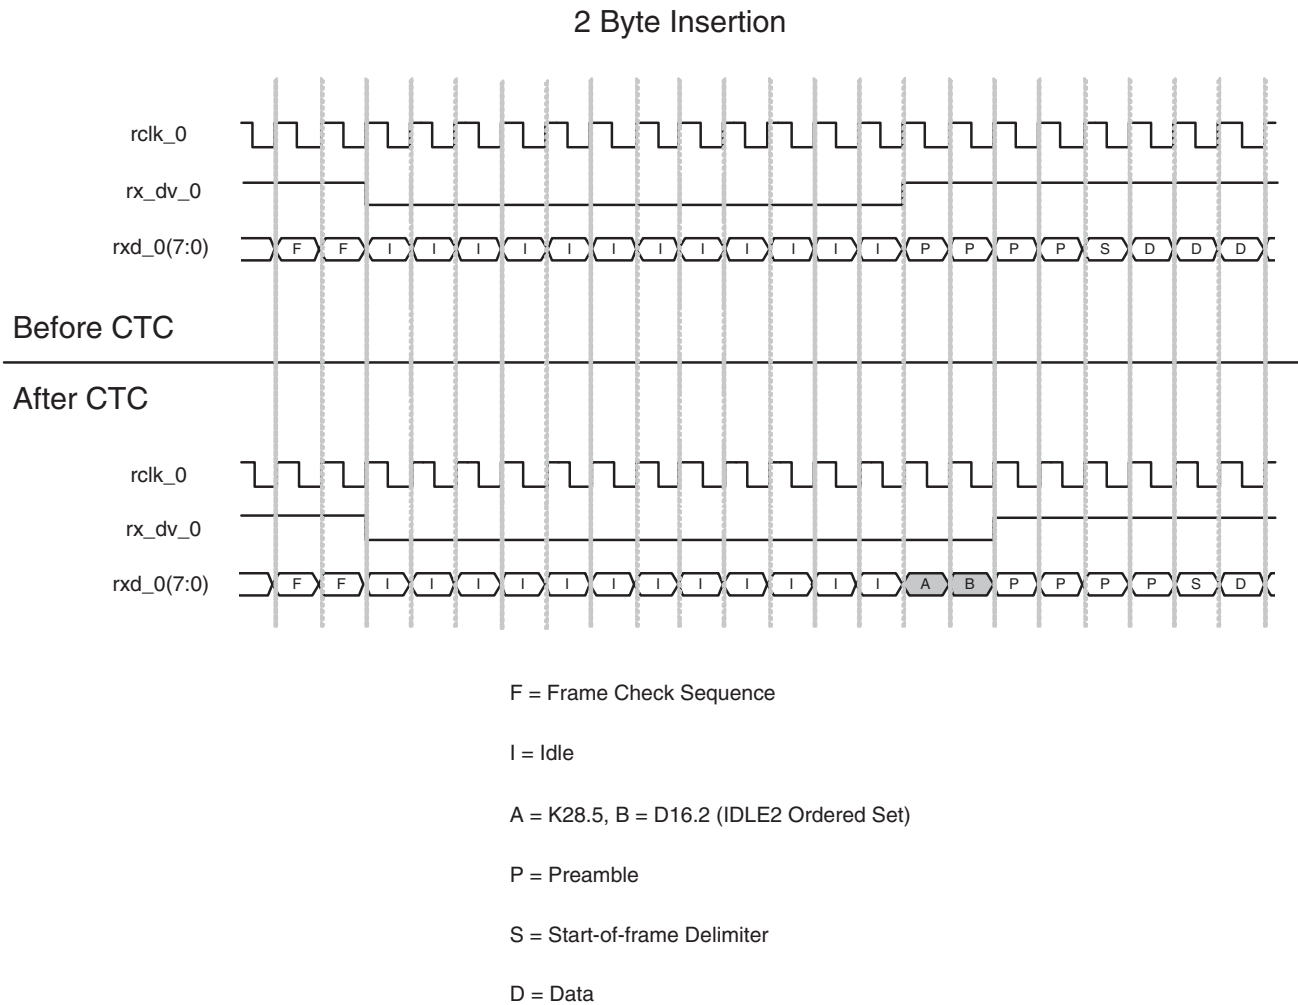 2 Byte Insertion
rclk_0
rx_dv_0
rxd_0(7:0) F F I I I I I I I I I I I I P P P P S D D D
Before CTC
After CTC
rclk_0
rx_dv_0
rxd_0(7:0) F F I I I I I I I I I I I I A B P P P P S D
F = Frame Check Sequence
I = Idle
A = K28.5, B = D16.2 (IDLE2 Ordered Set)
P = Preamble
S = Start-of-frame Delimiter
D = Data